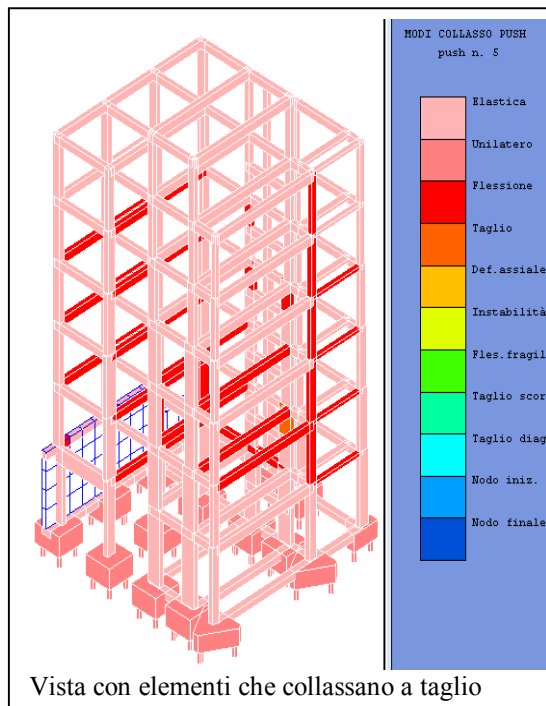 MODI COLLASSO PUSH
push n. 5
Elastica
Unilatero
Flessione
Taglio
Def.assiale
Instabilità
Fles.fragil
Taglio scor
Taglio diag
Nodo iniz.
Nodo finale
Vista con elementi che collassano a taglio